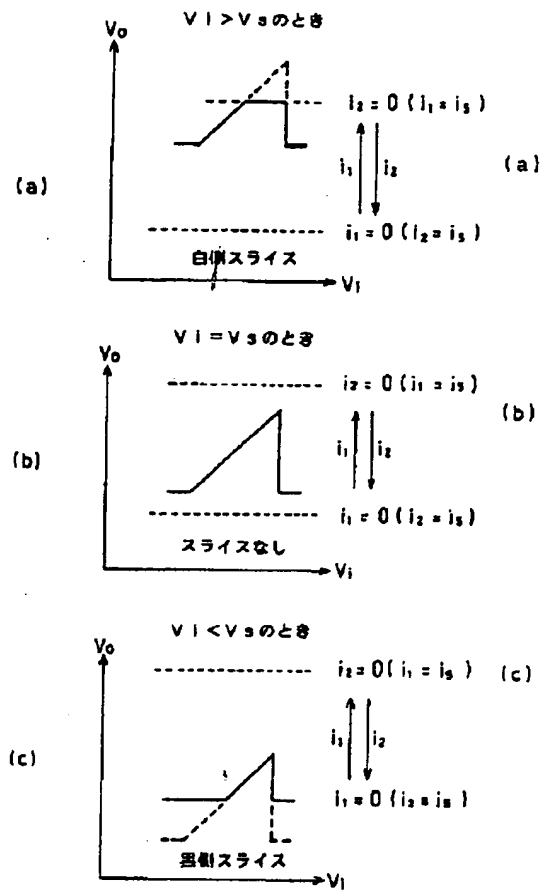 Vi>Vsのとき
Vo
i₂=0(i₁=is)
(a)
i₁
i₂
(a)
i₁=0(i₂=is)
白側スライス
Vi
Vi=Vsのとき
Vo
i₂=0(i₁=is)
(b)
i₁
i₂
(b)
i₁=0(i₂=is)
スライスなし
Vi
Vi<Vsのとき
Vo
i₂=0(i₁=is)
(c)
i₁
i₂
(c)
i₁=0(i₂=is)
黒側スライス
Vi